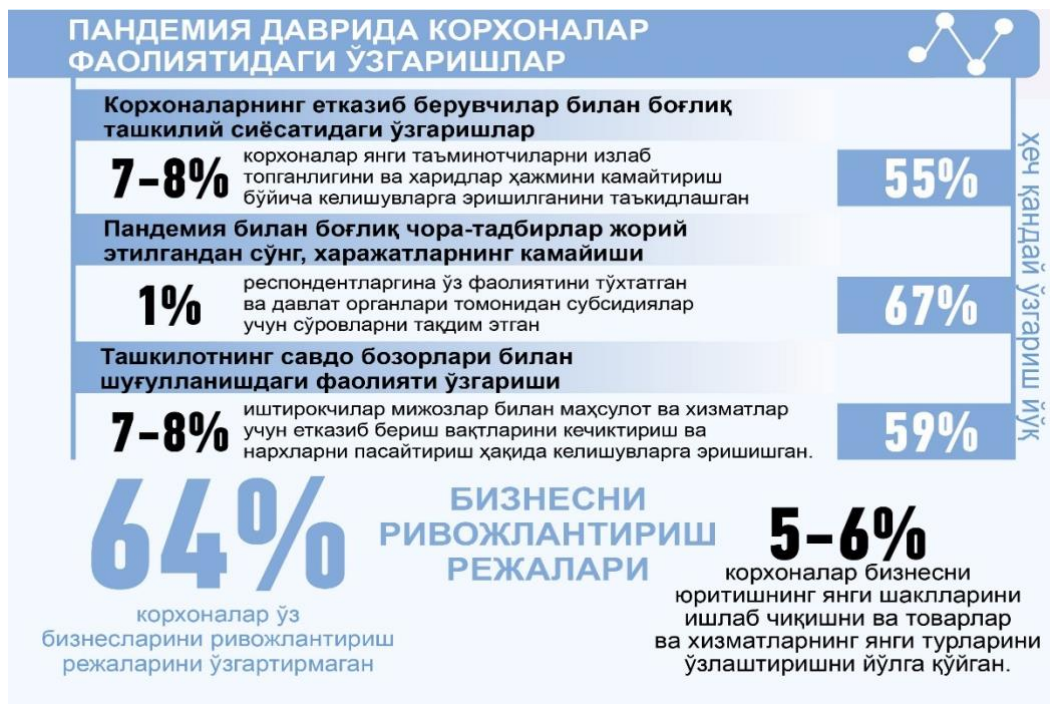 ПАНДЕМИЯ ДАВРИДА КОРХОНАЛАР
ФАОЛИЯТИДАГИ ЎЗГАРИШЛАР
Корхоналарнинг етказиб берувчилар билан боғлиқ
ташкилий сиёсатидаги ўзгаришлар
7–8%
корхоналар янги таъминотчиларни излаб
топганлигини ва харидлар ҳажмини камайтириш
бўйича келишувларга эришилганини таъкидлашган
55%
Пандемия билан боғлиқ чора-тадбирлар жорий
этилгандан сўнг, харажатларнинг камайиши
1%
респондентларгина ўз фаолиятини тўхтатган
ва давлат органлари томонидан субсидиялар
учун сўровларни тақдим этган
67%
Ташкилотнинг савдо бозорлари билан
шуғулланишдаги фаолияти ўзгариши
7–8%
иштирокчилар мижозлар билан маҳсулот ва хизматлар
учун етказиб бериш вақтларини кечиктириш ва
нархларни пасайтириш ҳақида келишувларга эришишган.
59%
ҳеч қандай ўзгариш йўқ
64%
корхоналар ўз
бизнесларини ривожлантириш
режаларини ўзгартирмаган
БИЗНЕСНИ
РИВОЖЛАНТИРИШ
РЕЖАЛАРИ
5–6%
корхоналар бизнесни
юритишнинг янги шаклларини
ишлаб чиқишни ва товарлар
ва хизматларнинг янги турларини
ўзлаштиришни йўлга қўйган.